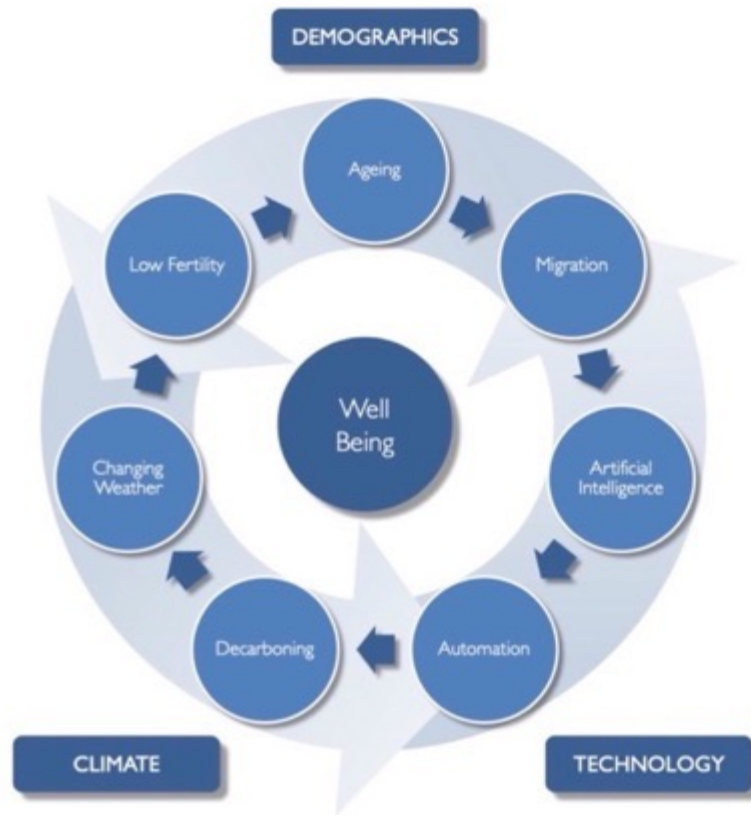 DEMOGRAPHICS
Ageing
Low Fertility
Migration
Well
Being
Changing
Weather
Artificial
Intelligence
Decarboning
Automation
CLIMATE
TECHNOLOGY